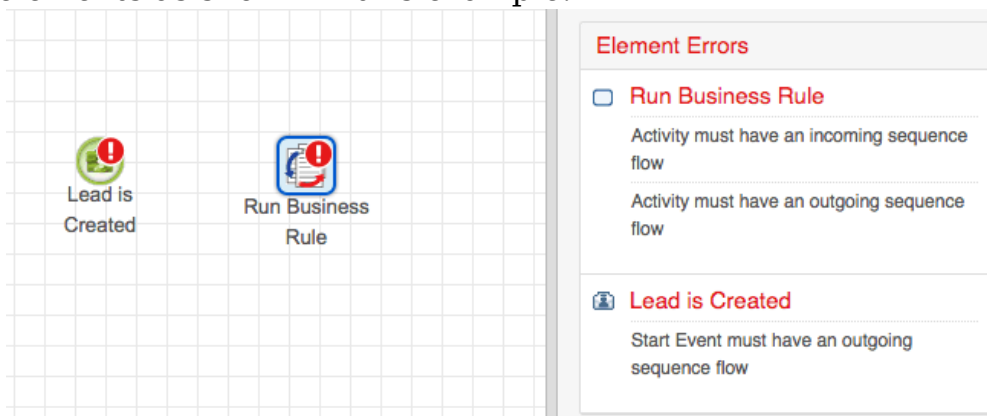 Element Errors
Run Business Rule
Activity must have an incoming sequence
flow
Activity must have an outgoing sequence
flow
Lead is
Created
Run Business
Rule
Lead is Created
Start Event must have an outgoing
sequence flow